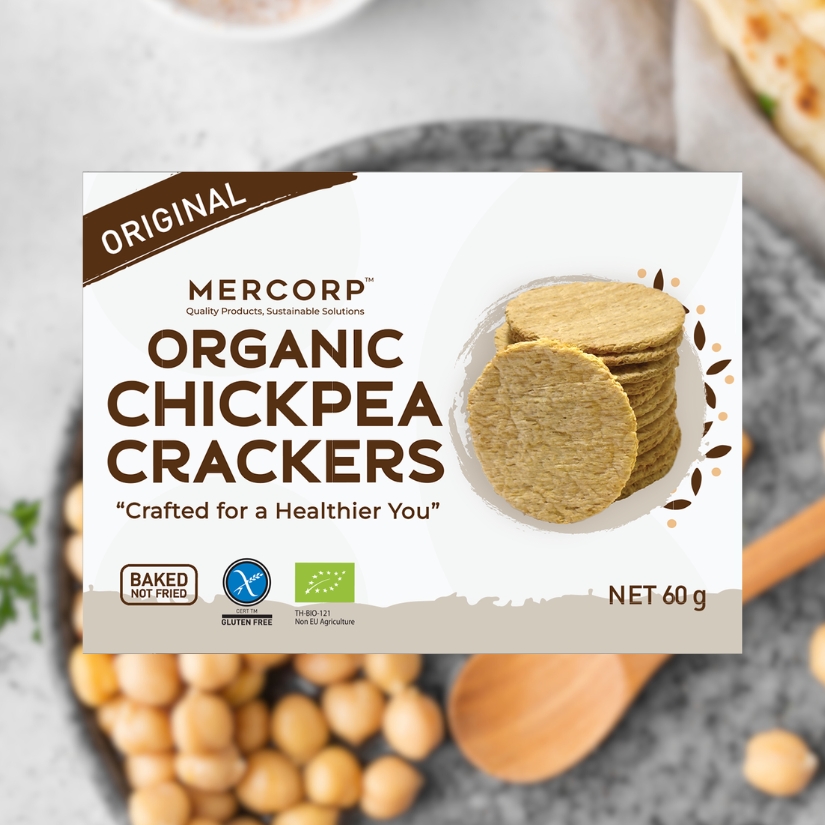 ORIGINAL
MERCORP™
Quality Products, Sustainable Solutions
ORGANIC
CHICKPEA
CRACKERS
“Crafted for a Healthier You”
BAKED
NOT FRIED
CERT TM
GLUTEN FREE
TH-BIO-121
Non EU Agriculture
NET 60 g